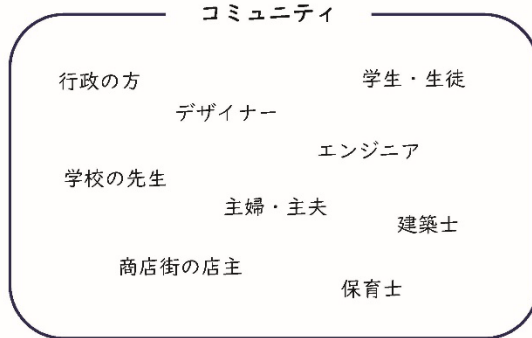 コミュニティ
行政の方
学生・生徒
デザイナー
エンジニア
学校の先生
主婦・主夫
建築士
商店街の店主
保育士